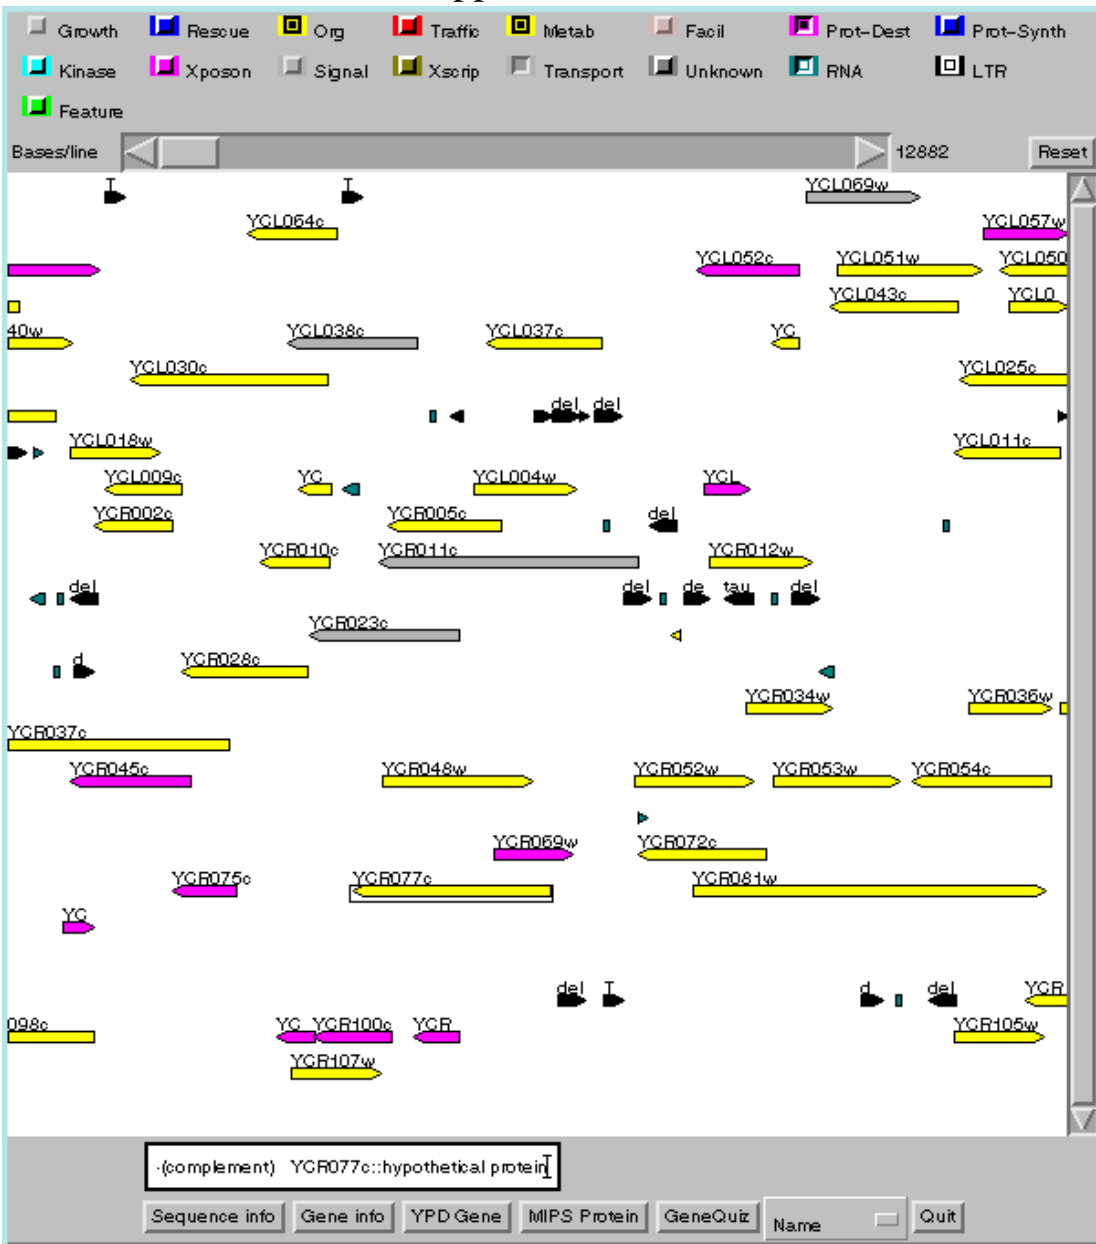 Growth Rescue Org Traffic Metab Facil Prot-Dest Prot-Synth
Kinase Xposon Signal Xscrip Transport Unknown RNA LTR
Feature
Bases/line 12882 Reset
T T YCL069w
YCL064c YCL057w
YCL052c YCL051w YCL050
YCL043c YCL0
40w YCL038c YCL037c YC
YCL030c YCL025c
del del
YCL018w YCL011c
YCL009c YC YCL004w YCL
YCR002c YCR005c del
YCR010c YCR011c YCR012w
del del de tau del
YCR023c
d YCR028c
YCR034w YCR036w
YCR037c
YCR045c YCR048w YCR052w YCR053w YCR054c
YCR069w YCR072c
YCR075c YCR077c YCR081w
YC
del T d del YCR
098c YC YCR100c YCR YCR105w
YCR107w
-(complement) YCR077c::hypothetical protein
Sequence info Gene info YPD Gene MIPS Protein GeneQuiz Name Quit